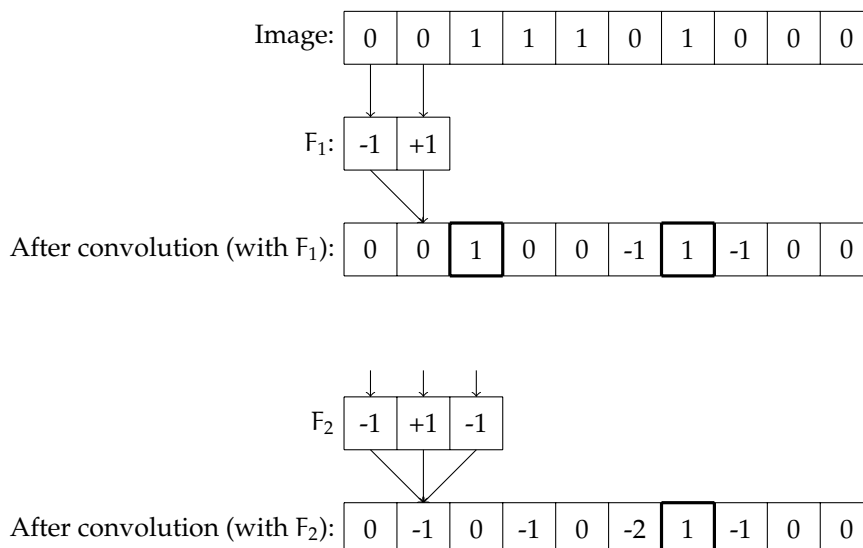 Image: 0 0 1 1 1 0 1 0 0 0
F1: -1 +1
After convolution (with F1): 0 0 1 0 0 -1 1 -1 0 0
F2 -1 +1 -1
After convolution (with F2): 0 -1 0 -1 0 -2 1 -1 0 0